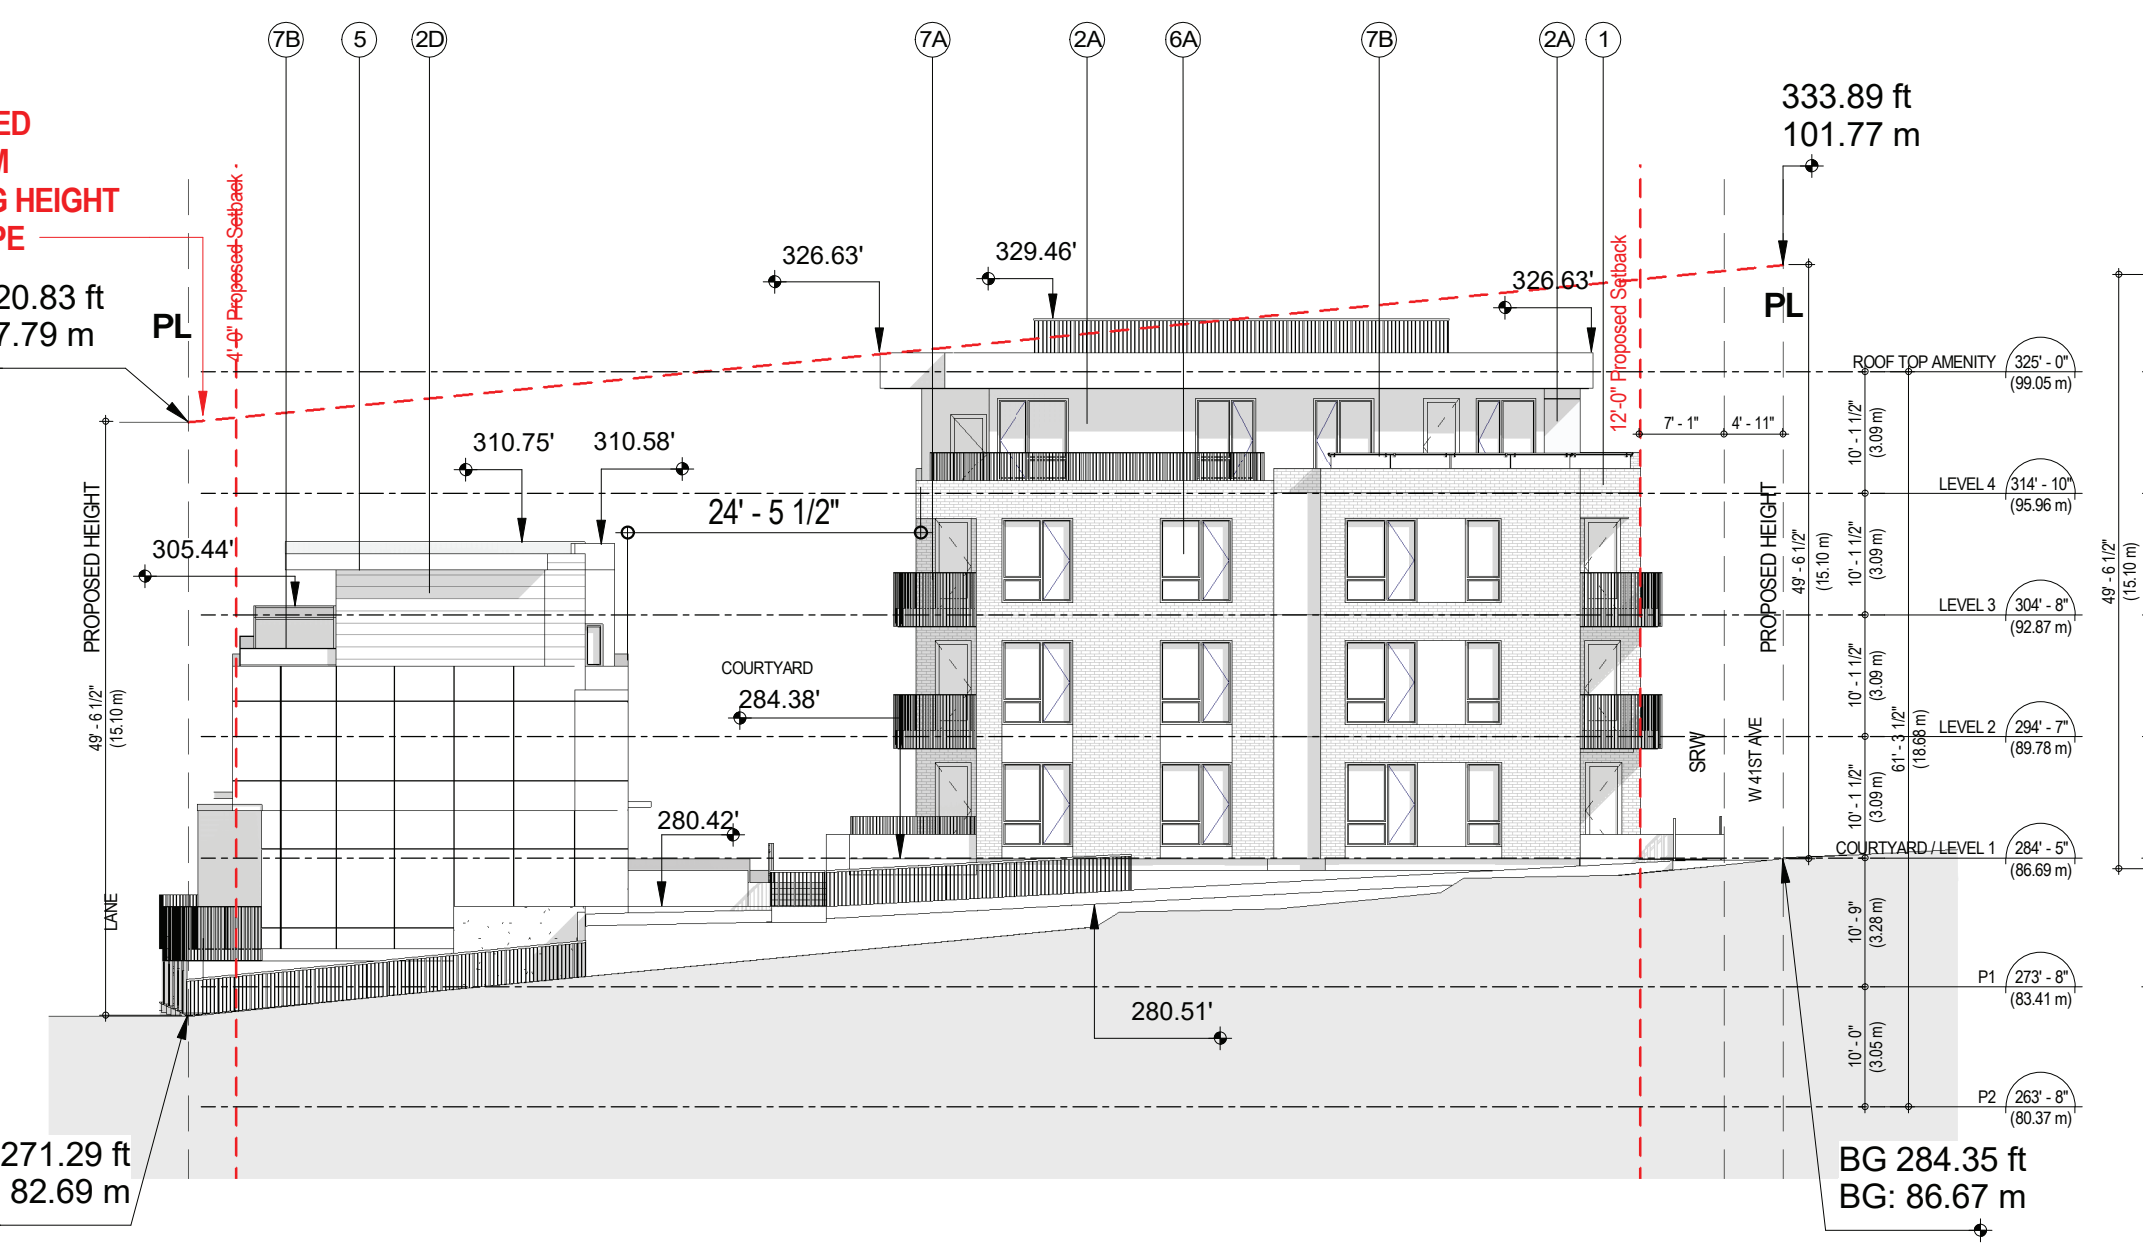 7B
5
2D
7A
2A
6A
7B
2A
1
ED
M
G HEIGHT
PE
20.83 ft
7.79 m
PL
4'-0" Proposed Setback
333.89 ft
101.77 m
PL
12'-0" Proposed Setback
326.63'
329.46'
326.63'
310.75'
310.58'
305.44'
24' - 5 1/2"
COURTYARD
284.38'
280.42'
280.51'
PROPOSED HEIGHT
49' - 6 1/2"
(15.10 m)
LANE
271.29 ft
82.69 m
7' - 1"
4' - 11"
SRW
W 41ST AVE
PROPOSED HEIGHT
49' - 6 1/2"
(15.10 m)
10' - 1 1/2"
(3.09 m)
10' - 1 1/2"
(3.09 m)
10' - 1 1/2"
(3.09 m)
10' - 1 1/2"
(3.09 m)
10' - 9"
(3.28 m)
10' - 0"
(3.05 m)
61' - 3 1/2"
(18.68 m)
ROOF TOP AMENITY
325' - 0"
(99.05 m)
LEVEL 4
314' - 10"
(95.96 m)
LEVEL 3
304' - 8"
(92.87 m)
LEVEL 2
294' - 7"
(89.78 m)
COURTYARD / LEVEL 1
284' - 5"
(86.69 m)
P1
273' - 8"
(83.41 m)
P2
263' - 8"
(80.37 m)
49' - 6 1/2"
(15.10 m)
BG 284.35 ft
BG: 86.67 m